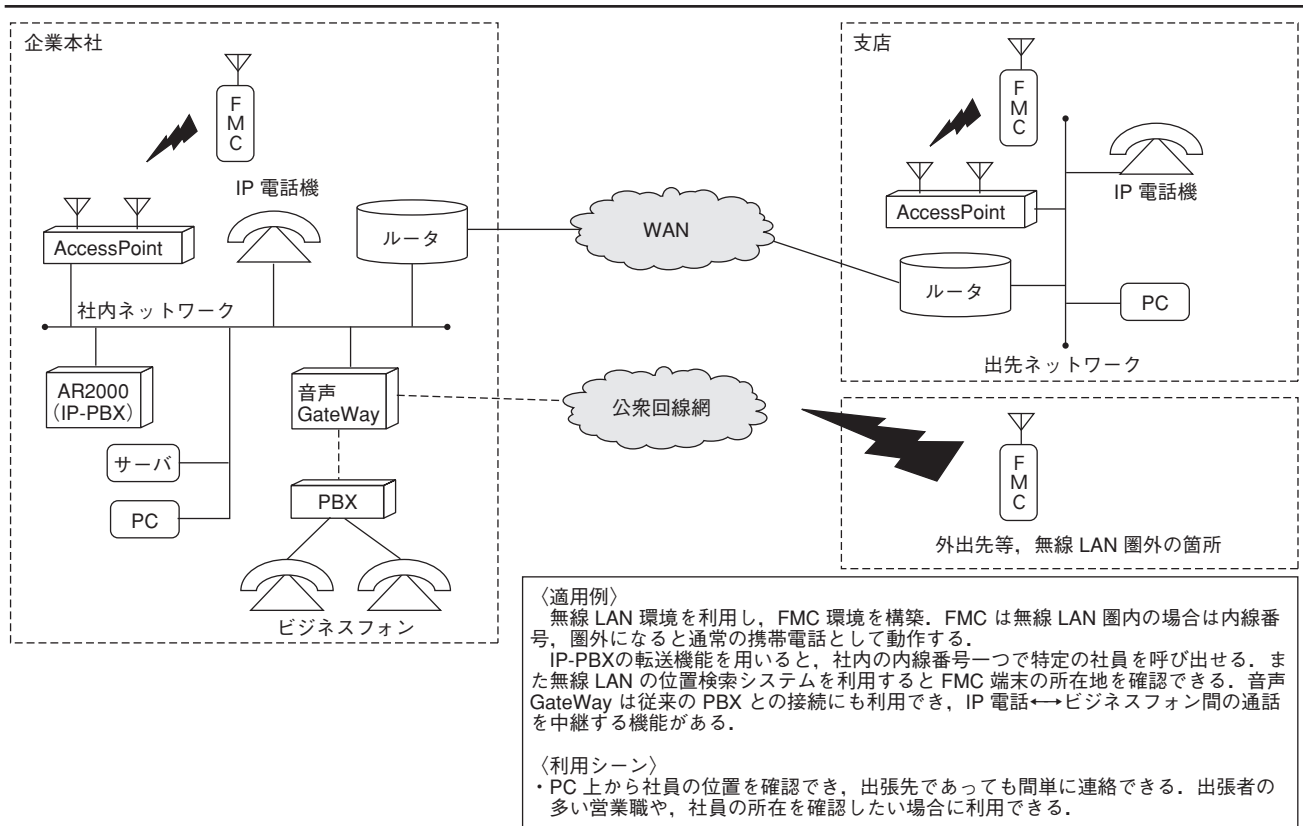 企業本社
F
M
C
IP 電話機
AccessPoint
ルータ
社内ネットワーク
AR2000
(IP-PBX)
音声
GateWay
サーバ
PC
PBX
ビジネスフォン
WAN
公衆回線網
支店
F
M
C
IP 電話機
AccessPoint
ルータ
PC
出先ネットワーク
F
M
C
外出先等，無線 LAN 圏外の箇所
〈適用例〉
無線 LAN 環境を利用し，FMC 環境を構築．FMC は無線 LAN 圏内の場合は内線番
号，圏外になると通常の携帯電話として動作する．
IP-PBXの転送機能を用いると，社内の内線番号一つで特定の社員を呼び出せる．ま
た無線 LAN の位置検索システムを利用すると FMC 端末の所在地を確認できる．音声
GateWay は従来の PBX との接続にも利用でき，IP 電話←→ビジネスフォン間の通話
を中継する機能がある．
〈利用シーン〉
・PC 上から社員の位置を確認でき，出張先であっても間単に連絡できる．出張者の
多い営業職や，社員の所在を確認したい場合に利用できる．